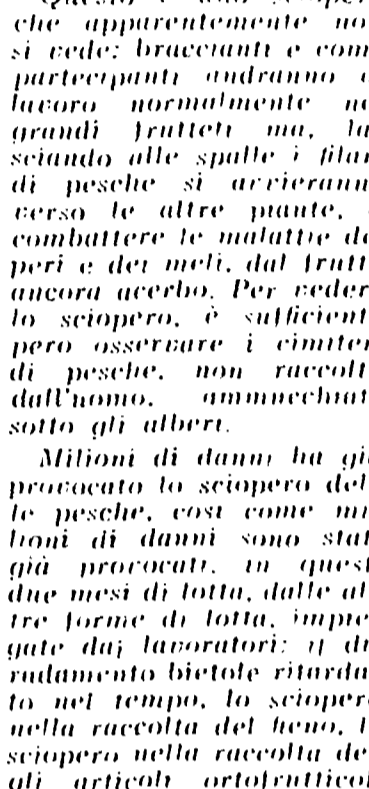 che apparentemente no
si vede: braccianti e com
partecipanti andranno a
lavoro normalmente ne
grandi frutteti ma, la
sciando alle spalle i filar
di pesche si avvierann
verso le altre piante,
combattere le malattie de
peri e dei meli, dal frutt
ancora acerbo. Per veder
lo sciopero, è sufficient
pero osservare i cimiter
di pesche, non raccolt
dall'uomo, ammucchiat
sotto gli alberi.
Milioni di danni ha gi
provocato lo sciopero del
le pesche, così come mi
lioni di danni sono stat
già provocati, in quest
due mesi di lotta, dalle al
tre forme di lotta, impie
gate dai lavoratori: il di
radamento bietole ritarda
to nel tempo, lo scioper
nella raccolta del fieno, l
sciopero nella raccolta de
gli articoli ortofrutticol